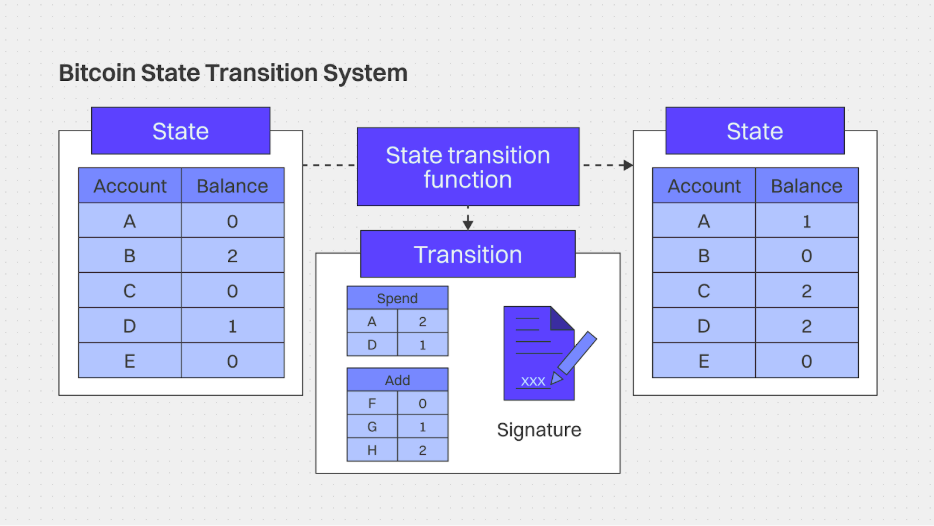 Bitcoin State Transition System
State
Account Balance
A 0
B 2
C 0
D 1
E 0
State transition
function
Transition
Spend
A 2
D 1
Add
F 0
G 1
H 2
XXX
Signature
State
Account Balance
A 1
B 0
C 2
D 2
E 0